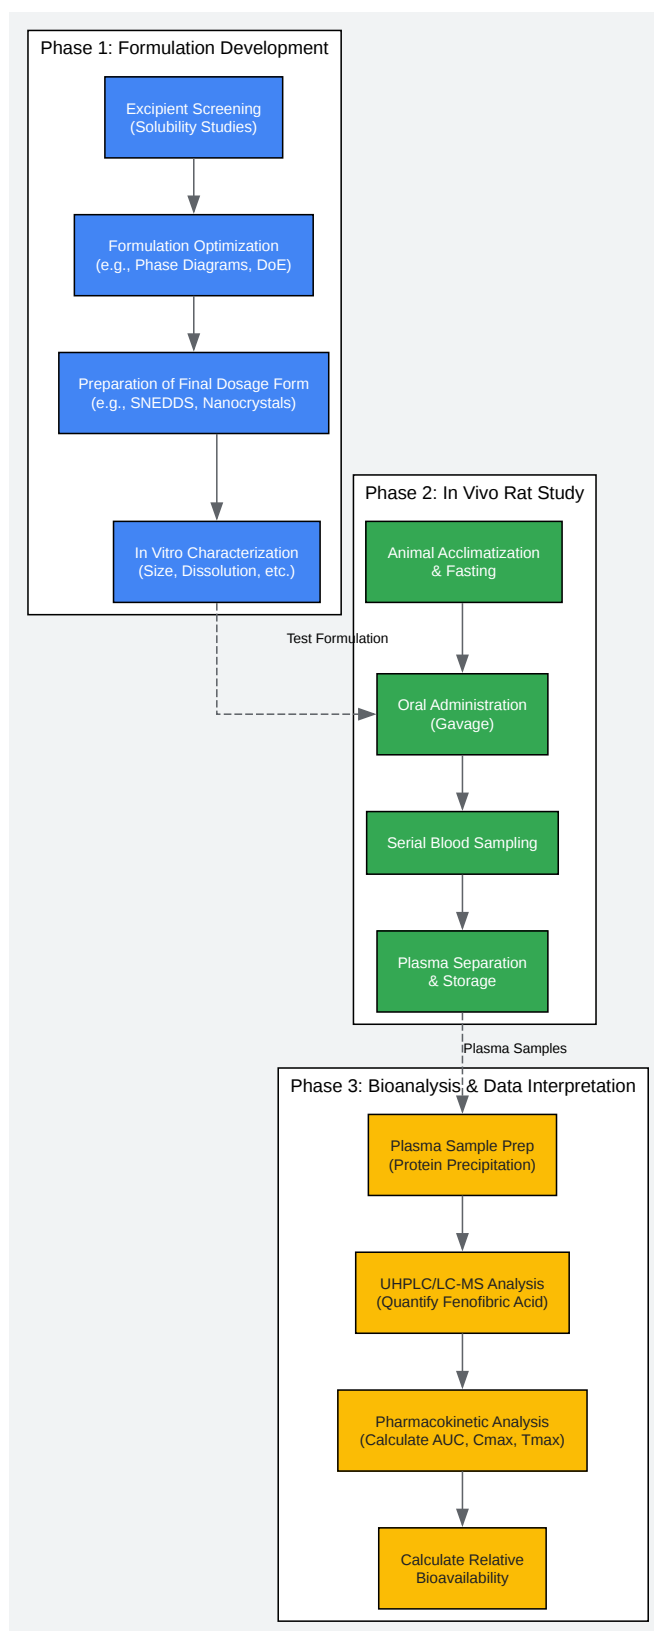 Phase 1: Formulation Development
Excipient Screening
(Solubility Studies)
Formulation Optimization
(e.g., Phase Diagrams, DoE)
Preparation of Final Dosage Form
(e.g., SNEDDS, Nanocrystals)
In Vitro Characterization
(Size, Dissolution, etc.)
Test Formulation
Phase 2: In Vivo Rat Study
Animal Acclimatization
& Fasting
Oral Administration
(Gavage)
Serial Blood Sampling
Plasma Separation
& Storage
Plasma Samples
Phase 3: Bioanalysis & Data Interpretation
Plasma Sample Prep
(Protein Precipitation)
UHPLC/LC-MS Analysis
(Quantify Fenofibric Acid)
Pharmacokinetic Analysis
(Calculate AUC, Cmax, Tmax)
Calculate Relative
Bioavailability